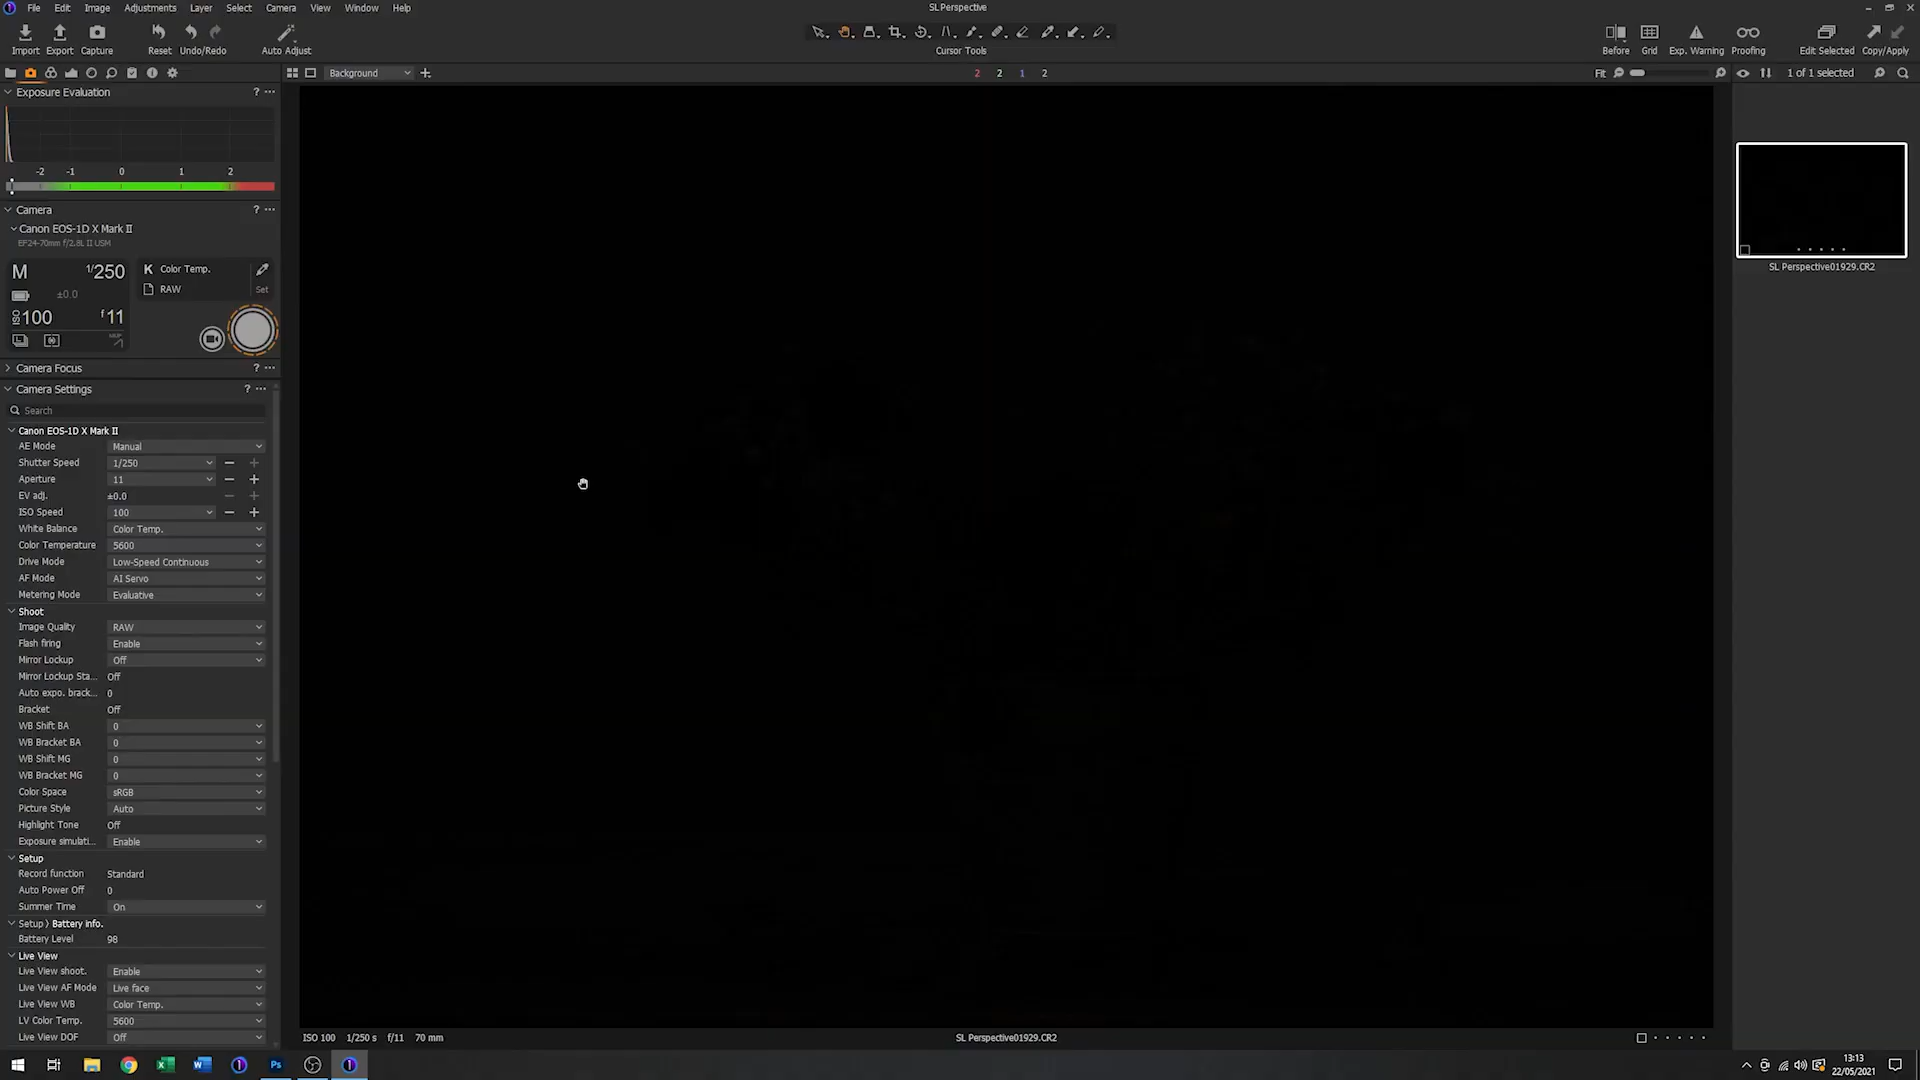 File Edit Image Adjustments Layer Select Camera View Window Help
SL Perspective
Import Export Capture Reset Undo/Redo Auto Adjust
Cursor Tools
Before Grid Exp. Warning Proofing Edit Selected Copy/Apply
Background
2 2 1 2
Fit
1 of 1 selected
Exposure Evaluation ? ...
-2 -1 0 1 2
Camera ? ...
Canon EOS-1D X Mark II
EF24-70mm f/2.8L II USM
M 1/250
K Color Temp.
±0.0
RAW
Set
ISO 100 f 11
Camera Focus ? ...
Camera Settings ? ...
Search
Canon EOS-1D X Mark II
AE Mode Manual
Shutter Speed 1/250
Aperture 11
EV adj. ±0.0
ISO Speed 100
White Balance Color Temp.
Color Temperature 5600
Drive Mode Low-Speed Continuous
AF Mode AI Servo
Metering Mode Evaluative
Shoot
Image Quality RAW
Flash firing Enable
Mirror Lockup Off
Mirror Lockup Sta... Off
Auto expo. brack... 0
Bracket Off
WB Shift BA 0
WB Bracket BA 0
WB Shift MG 0
WB Bracket MG 0
Color Space sRGB
Picture Style Auto
Highlight Tone Off
Exposure simulati... Enable
Setup
Record function Standard
Auto Power Off 0
Summer Time On
Setup > Battery info.
Battery Level 98
Live View
Live View shoot. Enable
Live View AF Mode Live face
Live View WB Color Temp.
LV Color Temp. 5600
Live View DOF Off
SL Perspective01929.CR2
ISO 100 1/250 s f/11 70 mm
SL Perspective01929.CR2
13:13
22/05/2021